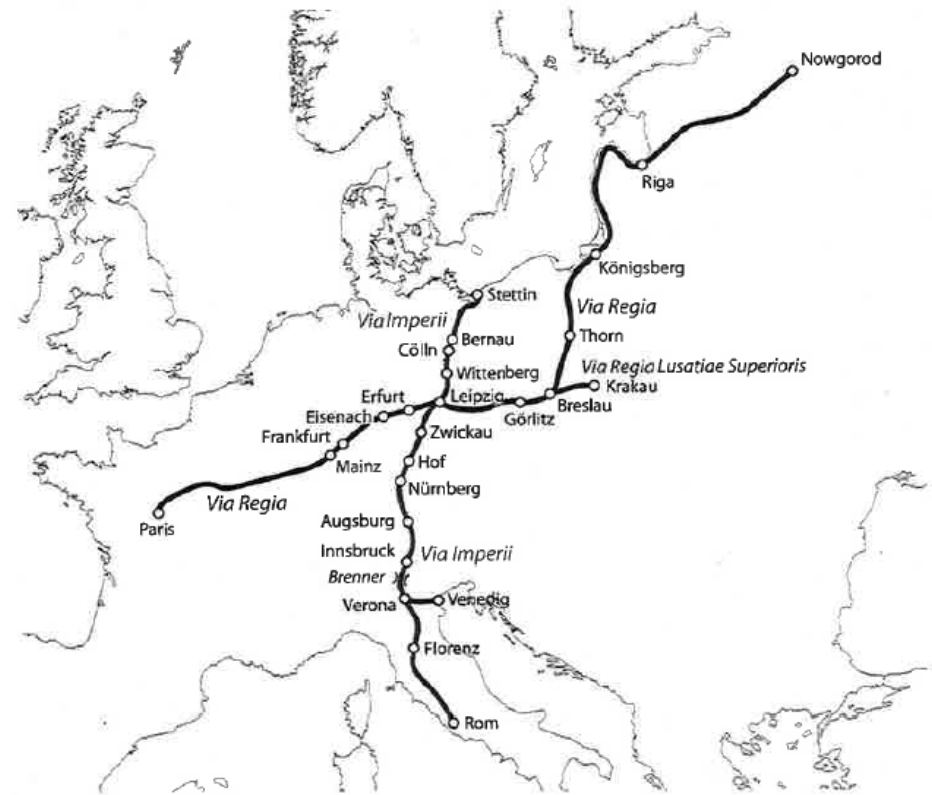 Nowgorod
Riga
Königsberg
Stettin
Via Regia
Via Imperii
Bernau
Thorn
Cölln
Via Regia Lusatiae Superioris
Wittenberg
Krakau
Erfurt
Leipzig
Breslau
Eisenach
Görlitz
Zwickau
Frankfurt
Hof
Mainz
Nürnberg
Via Regia
Paris
Augsburg
Innsbruck
Via Imperii
Brenner
Verona
Venedig
Florenz
Rom